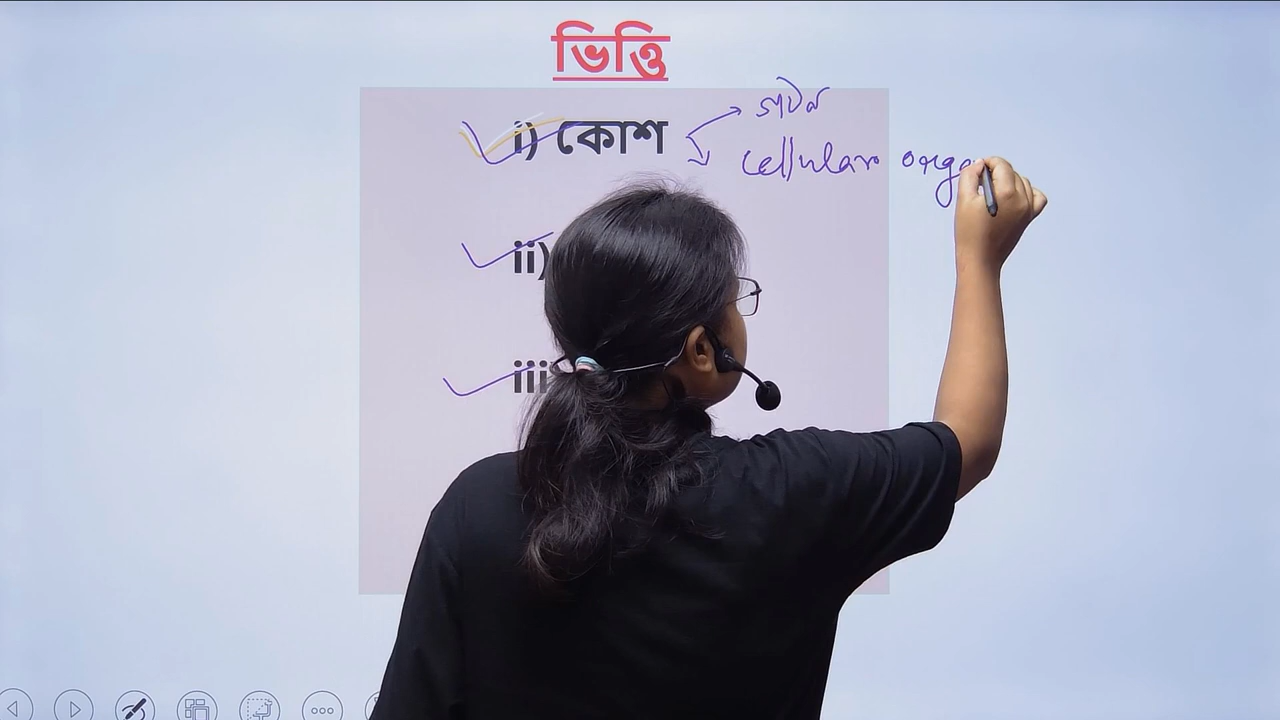 ভিত্তি
i) কোশ
গঠন
cellular orga
ii)
iii